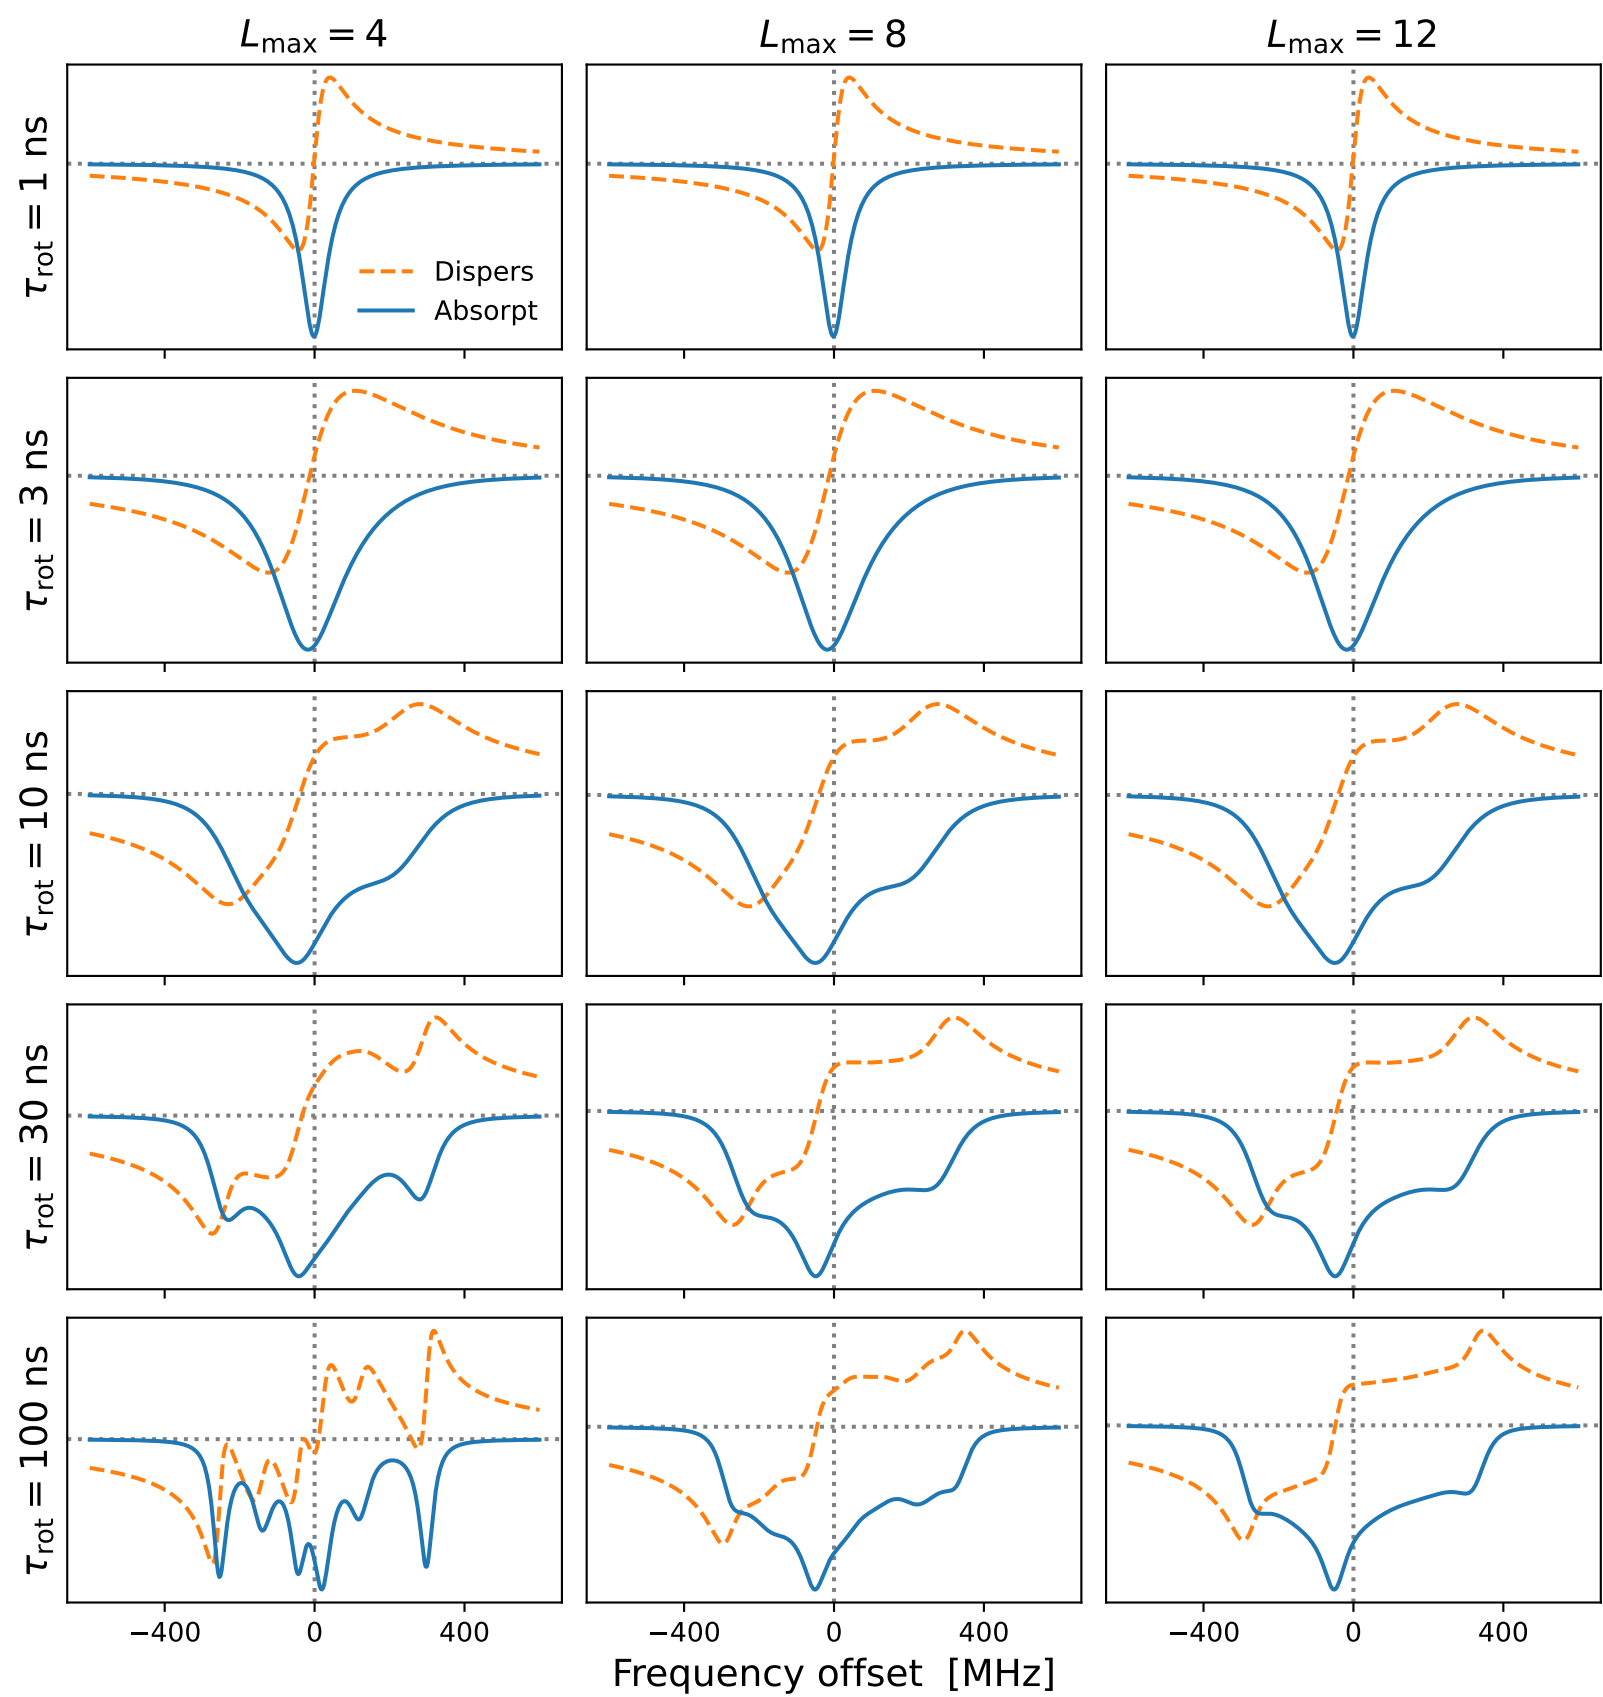 L_max = 4
L_max = 8
L_max = 12
τ_rot = 1 ns
Dispers
Absorpt
τ_rot = 3 ns
τ_rot = 10 ns
τ_rot = 30 ns
τ_rot = 100 ns
−400 0 400
−400 0 400
−400 0 400
Frequency offset [MHz]